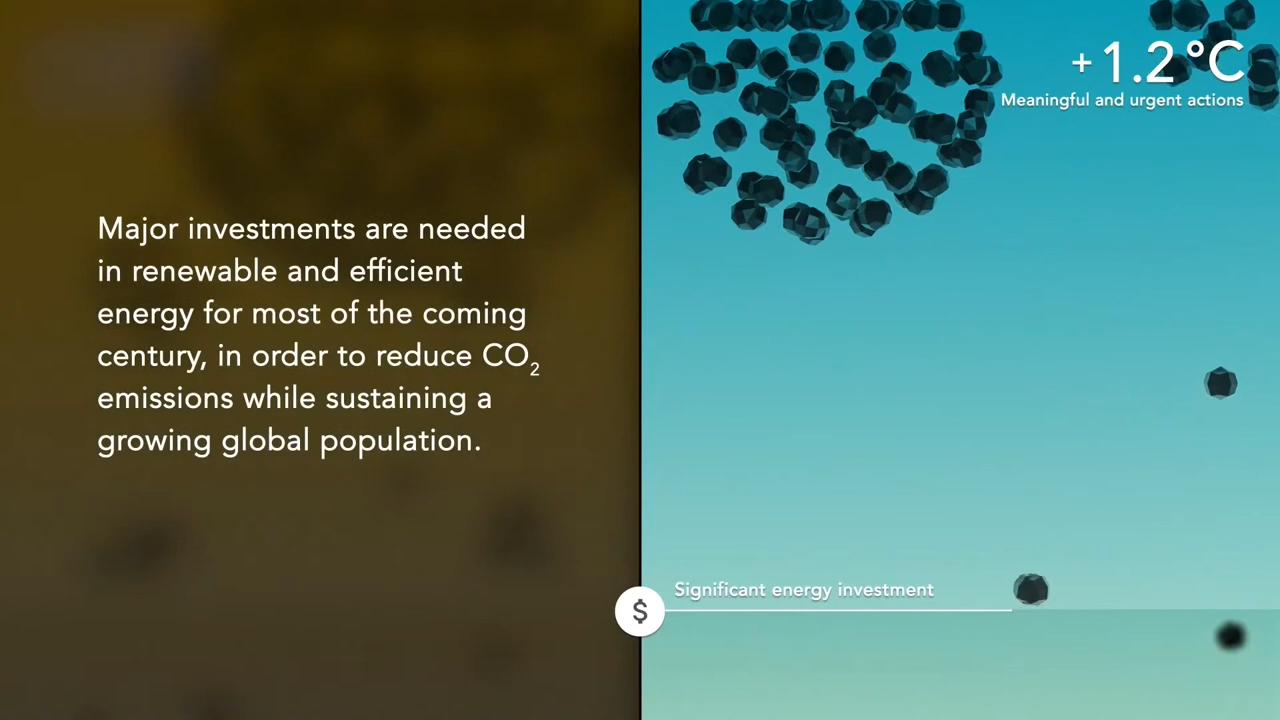 Major investments are needed
in renewable and efficient
energy for most of the coming
century, in order to reduce CO₂
emissions while sustaining a
growing global population.
+1.2°C
Meaningful and urgent actions
Significant energy investment
$